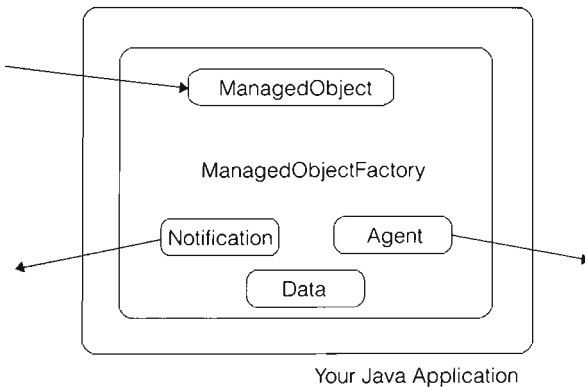 ManagedObject
ManagedObjectFactory
Notification
Agent
Data
Your Java Application